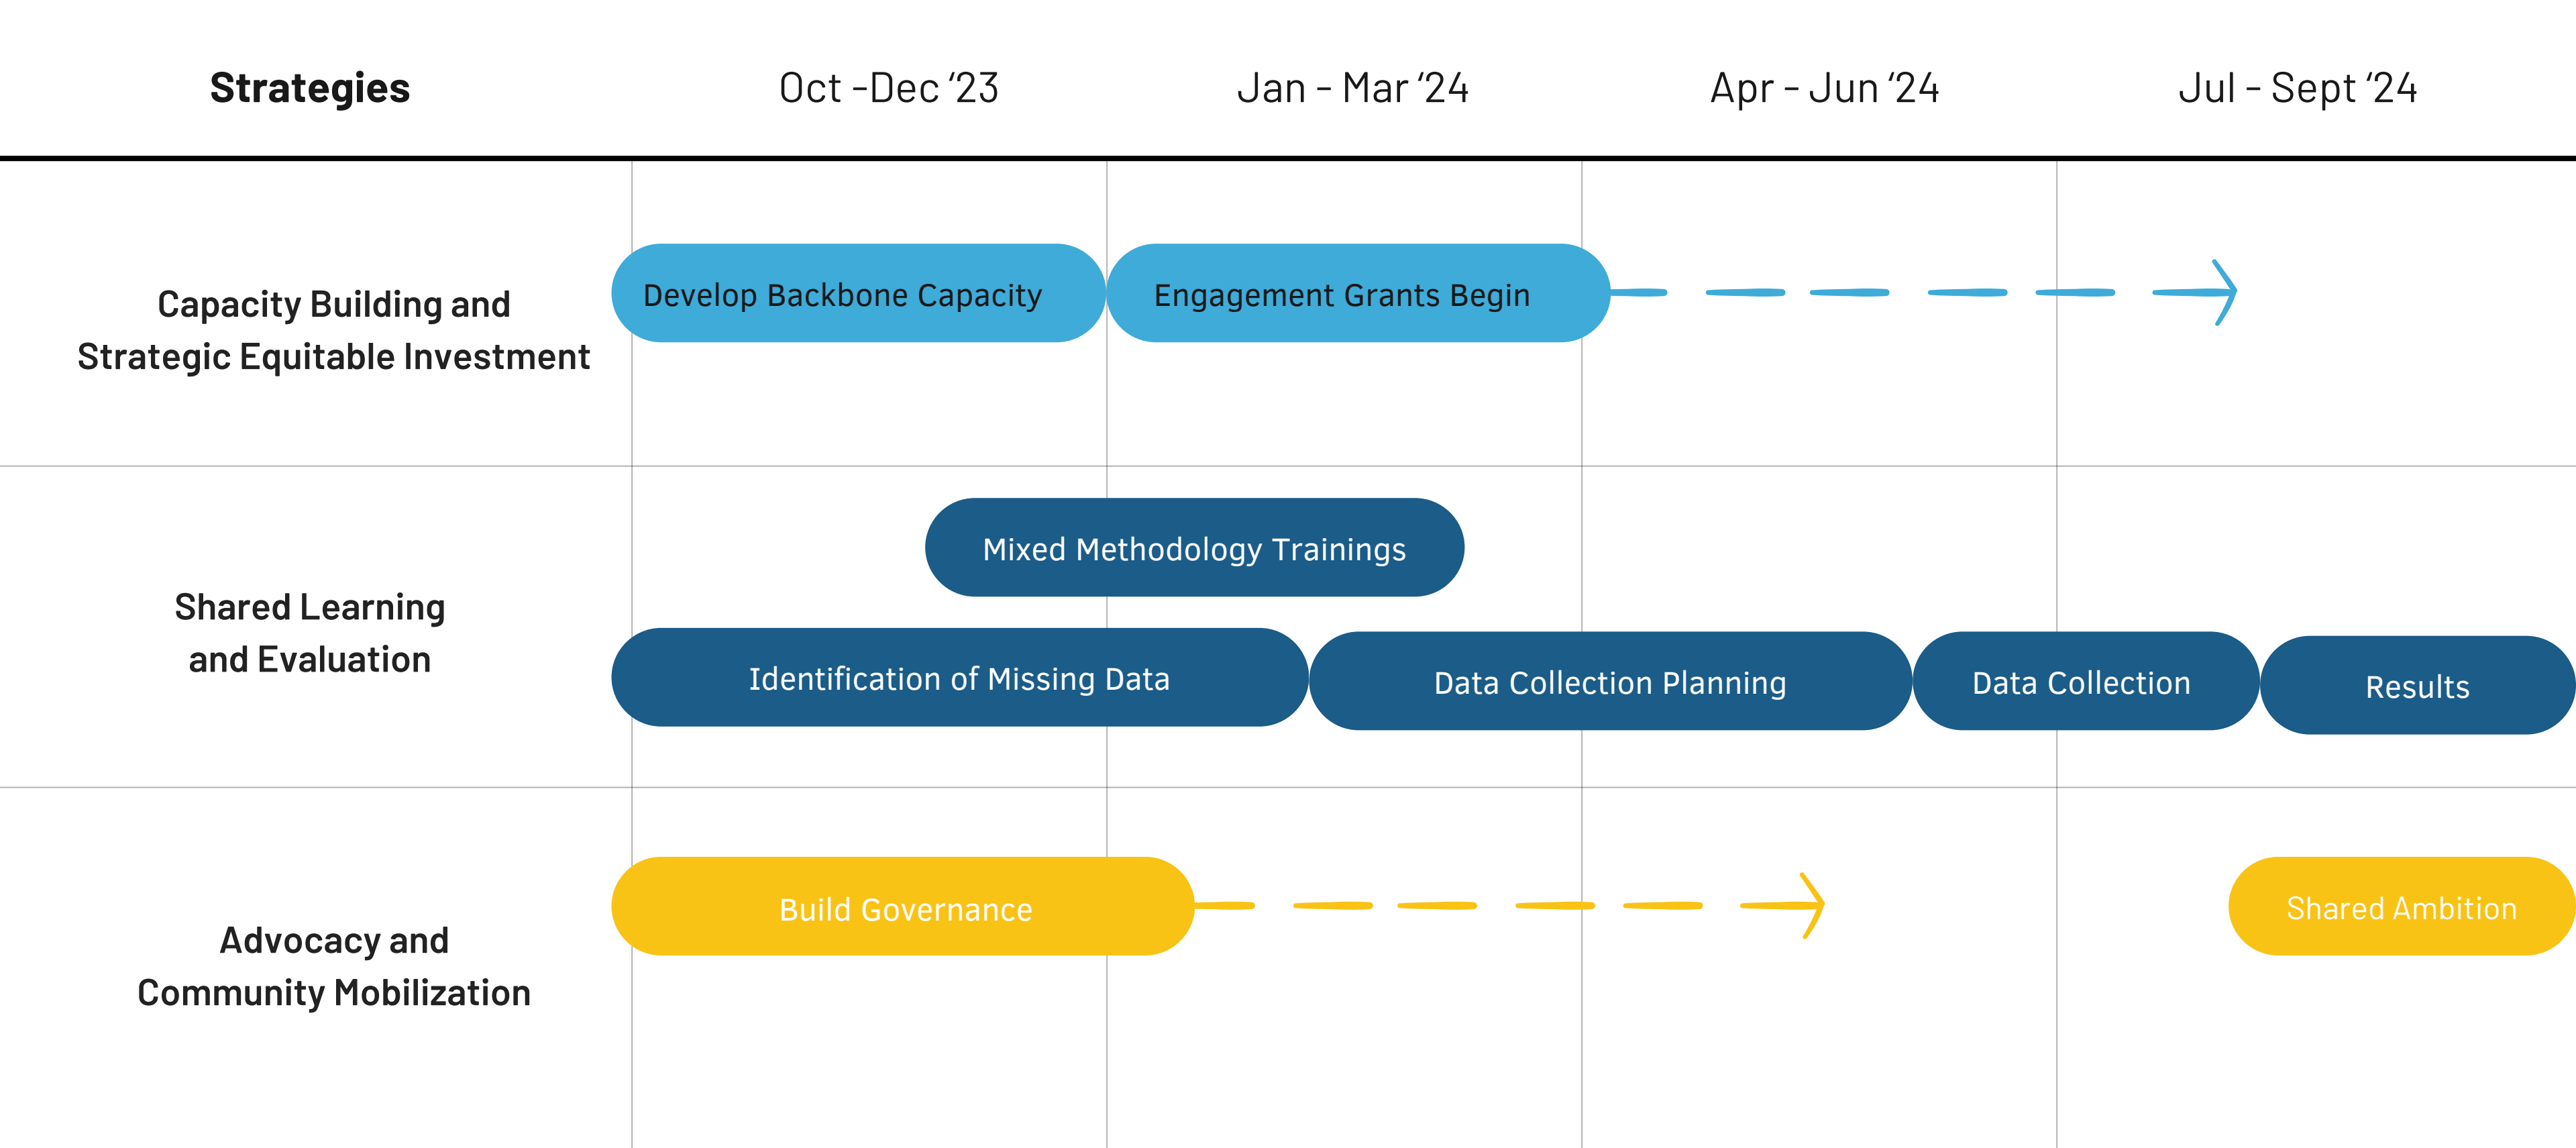 Strategies
Oct -Dec ‘23
Jan - Mar ‘24
Apr - Jun ‘24
Jul - Sept ‘24
Capacity Building and
Strategic Equitable Investment
Develop Backbone Capacity
Engagement Grants Begin
Shared Learning
and Evaluation
Mixed Methodology Trainings
Identification of Missing Data
Data Collection Planning
Data Collection
Results
Advocacy and
Community Mobilization
Build Governance
Shared Ambition